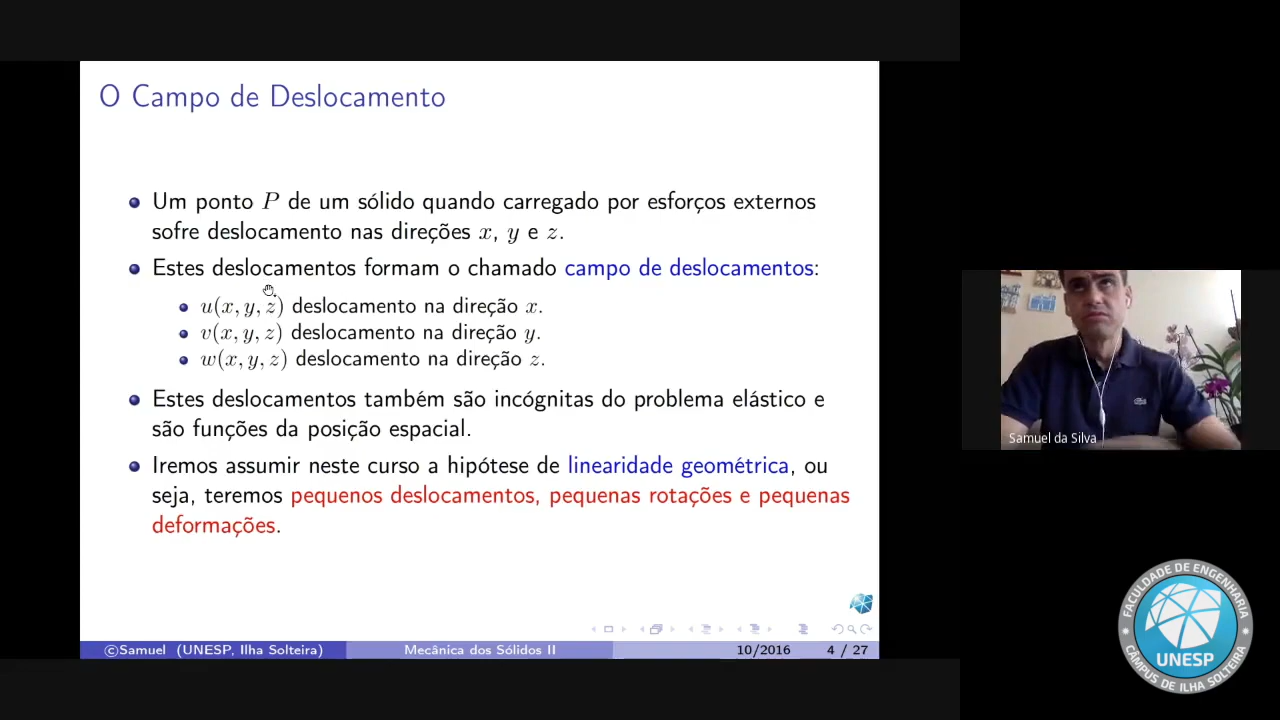 O Campo de Deslocamento
Um ponto P de um sólido quando carregado por esforços externos
sofre deslocamento nas direções x, y e z.
Estes deslocamentos formam o chamado campo de deslocamentos:
u(x, y, z) deslocamento na direção x.
v(x, y, z) deslocamento na direção y.
w(x, y, z) deslocamento na direção z.
Estes deslocamentos também são incógnitas do problema elástico e
são funções da posição espacial.
Iremos assumir neste curso a hipótese de linearidade geométrica, ou
seja, teremos pequenos deslocamentos, pequenas rotações e pequenas
deformações.
©Samuel (UNESP, Ilha Solteira) Mecânica dos Sólidos II 10/2016 4 / 27
Samuel da Silva
FACULDADE DE ENGENHARIA
UNESP
CÂMPUS DE ILHA SOLTEIRA